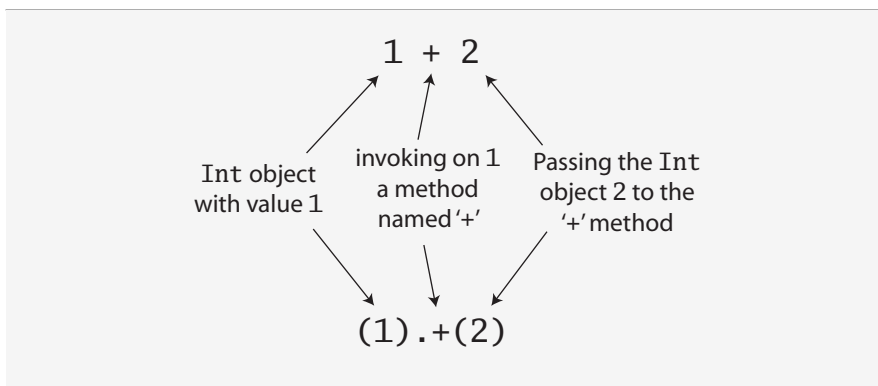 1 + 2
Int object
with value 1
invoking on 1
a method
named ‘+’
Passing the Int
object 2 to the
‘+’ method
(1).+(2)